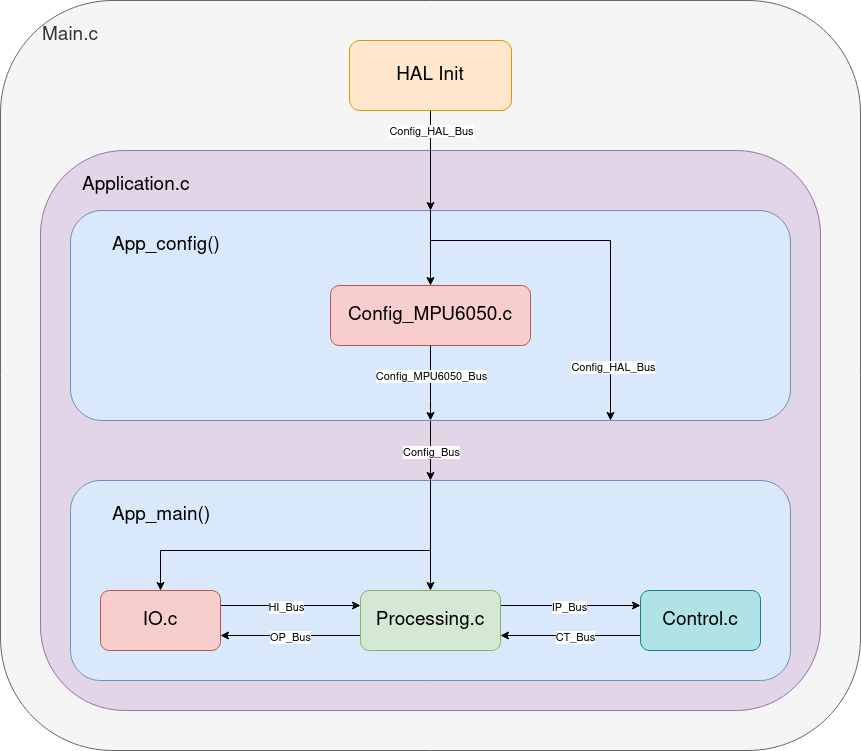 Main.c
HAL Init
Config_HAL_Bus
Application.c
App_config()
Config_MPU6050.c
Config_HAL_Bus
Config_MPU6050_Bus
Config_Bus
App_main()
HI_Bus
IP_Bus
IO.c
Processing.c
Control.c
OP_Bus
CT_Bus